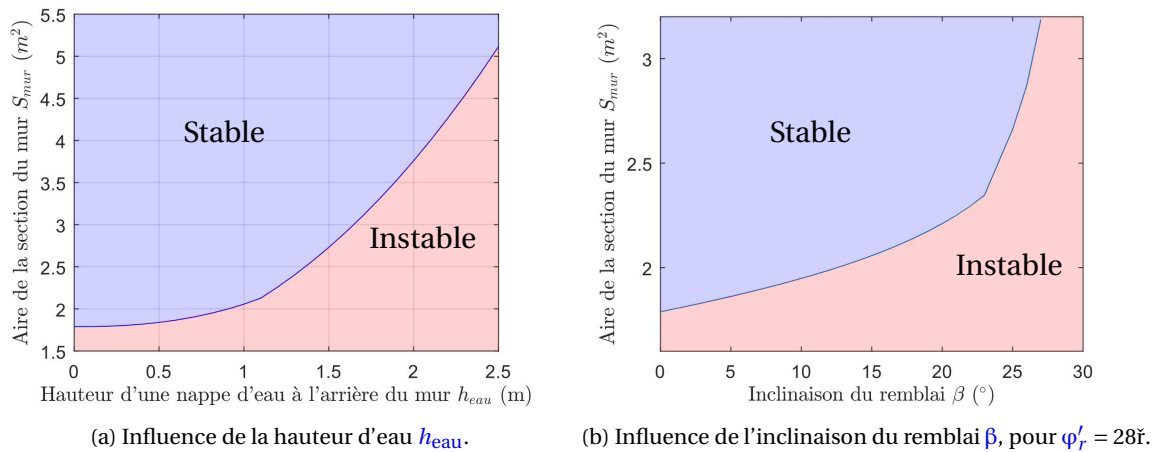 5.5
5
4.5
4
3.5
3
2.5
2
1.5
0
0.5
1
1.5
2
2.5
Aire de la section du mur S_mur (m²)
Stable
Instable
Hauteur d'une nappe d'eau à l'arrière du mur h_eau (m)
(a) Influence de la hauteur d'eau h_eau.
3
2.5
2
0
5
10
15
20
25
30
Aire de la section du mur S_mur (m²)
Stable
Instable
Inclinaison du remblai β (°)
(b) Influence de l'inclinaison du remblai β, pour φ′_r = 28ř.